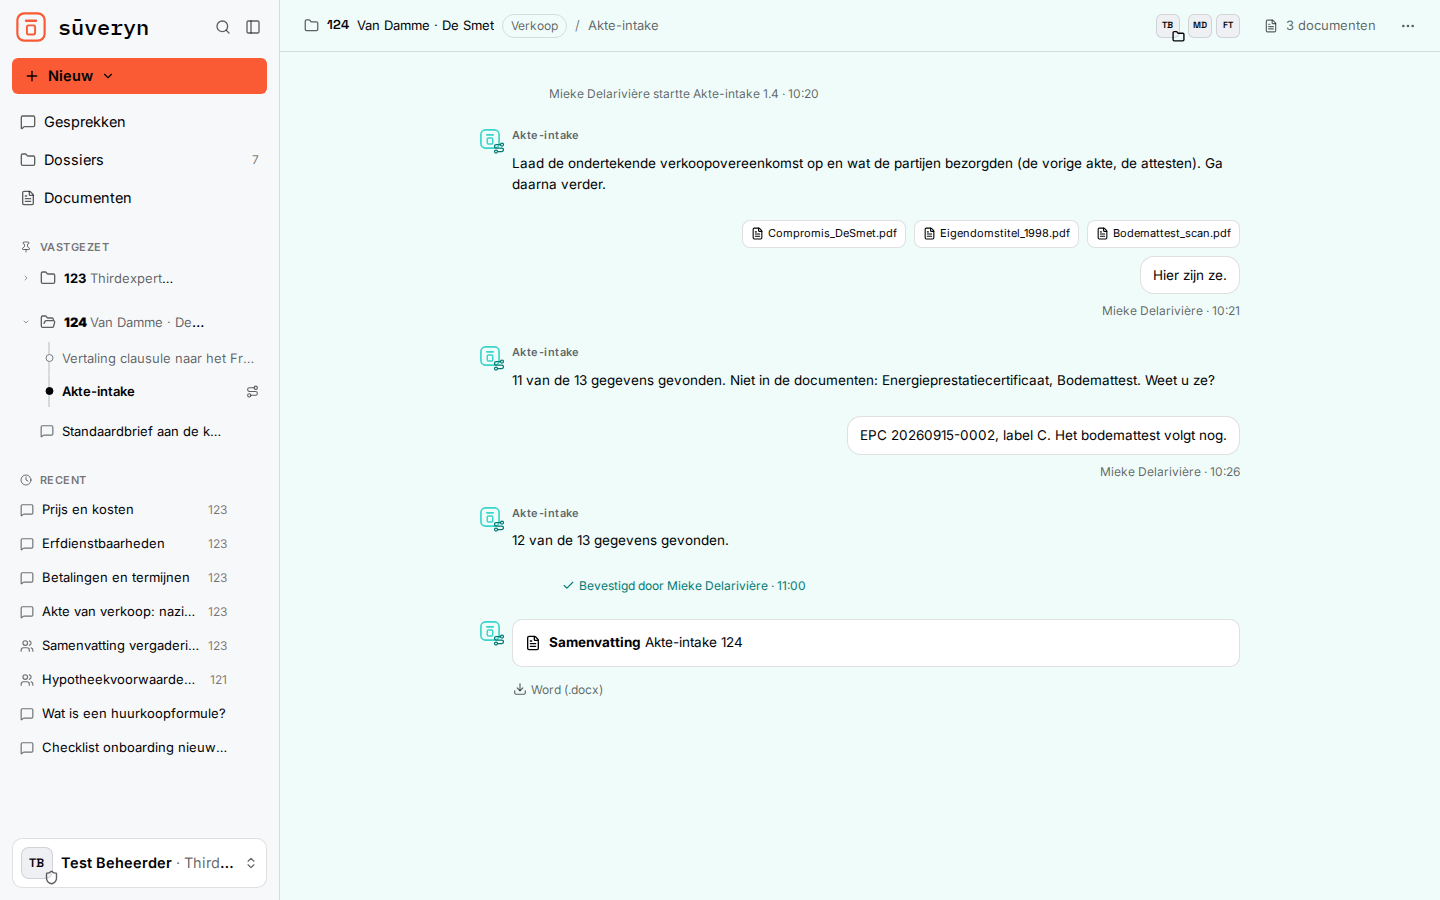 sūveryn
Nieuw
Gesprekken
Dossiers 7
Documenten
VASTGEZET
123 Thirdexpert...
124 Van Damme · De...
Vertaling clausule naar het Fr...
Akte-intake
Standaardbrief aan de k...
RECENT
Prijs en kosten 123
Erfdienstbaarheden 123
Betalingen en termijnen 123
Akte van verkoop: nazi... 123
Samenvatting vergaderi... 123
Hypotheekvoorwaarde... 121
Wat is een huurkoopformule?
Checklist onboarding nieuw...
TB Test Beheerder · Third...
124 Van Damme · De Smet Verkoop / Akte-intake
TB MD FT 3 documenten
Mieke Delarivière startte Akte-intake 1.4 · 10:20
Akte-intake
Laad de ondertekende verkoopovereenkomst op en wat de partijen bezorgden (de vorige akte, de attesten). Ga
daarna verder.
Compromis_DeSmet.pdf Eigendomstitel_1998.pdf Bodemattest_scan.pdf
Hier zijn ze.
Mieke Delarivière · 10:21
Akte-intake
11 van de 13 gegevens gevonden. Niet in de documenten: Energieprestatiecertificaat, Bodemattest. Weet u ze?
EPC 20260915-0002, label C. Het bodemattest volgt nog.
Mieke Delarivière · 10:26
Akte-intake
12 van de 13 gegevens gevonden.
Bevestigd door Mieke Delarivière · 11:00
Samenvatting Akte-intake 124
Word (.docx)